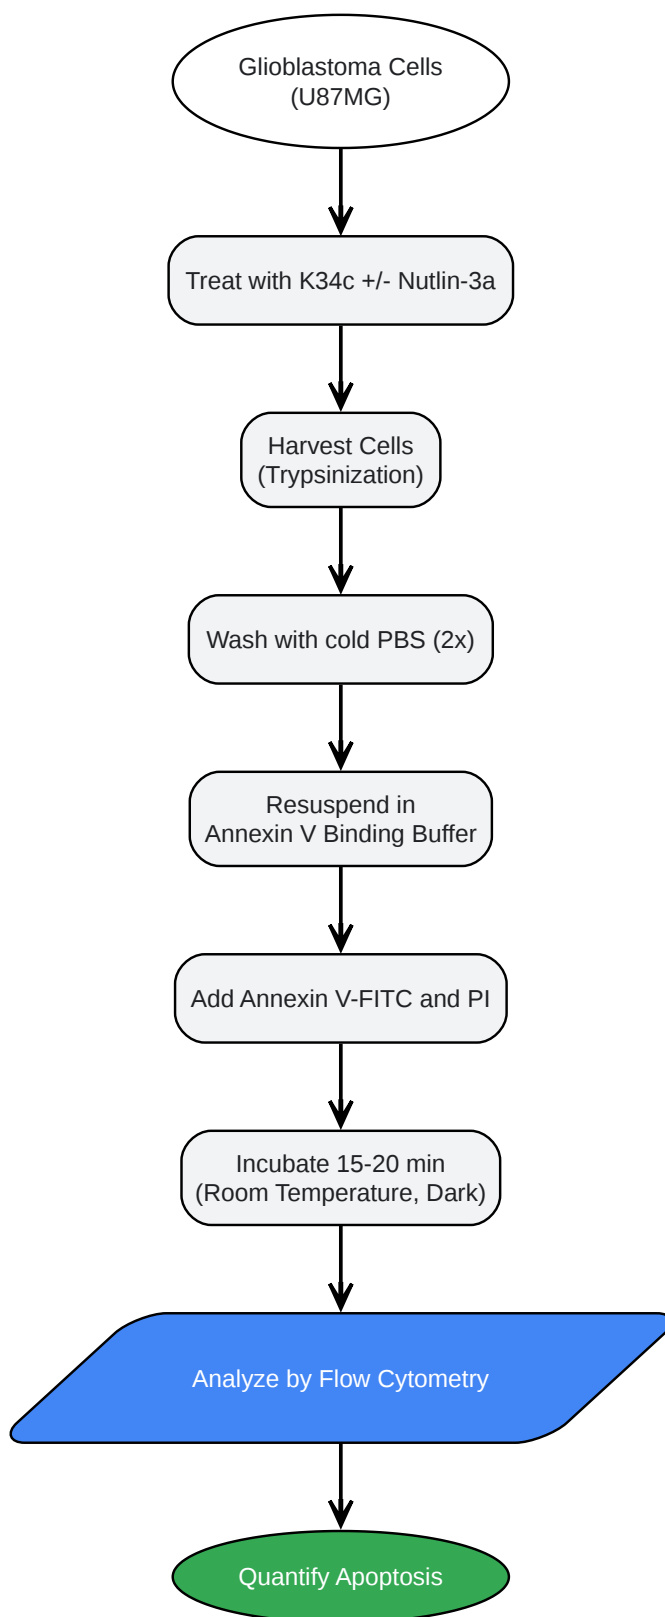 Glioblastoma Cells
(U87MG)
Treat with K34c +/- Nutlin-3a
Harvest Cells
(Trypsinization)
Wash with cold PBS (2x)
Resuspend in
Annexin V Binding Buffer
Add Annexin V-FITC and PI
Incubate 15-20 min
(Room Temperature, Dark)
Analyze by Flow Cytometry
Quantify Apoptosis